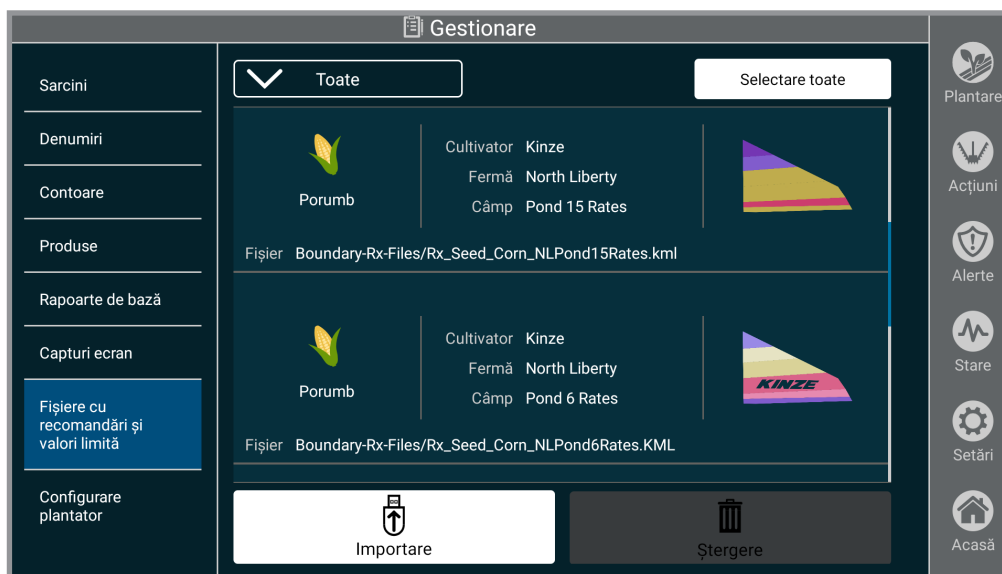 Gestionare
Sarcini
Denumiri
Contoare
Produse
Rapoarte de bază
Capturi ecran
Fișiere cu
recomandări și
valori limită
Configurare
plantator
Toate
Selectare toate
Porumb
Cultivator Kinze
Fermă North Liberty
Câmp Pond 15 Rates
Fișier Boundary-Rx-Files/Rx_Seed_Corn_NLPond15Rates.kml
Porumb
Cultivator Kinze
Fermă North Liberty
Câmp Pond 6 Rates
KINZE
Fișier Boundary-Rx-Files/Rx_Seed_Corn_NLPond6Rates.KML
Importare
Ștergere
Plantare
Acțiuni
Alerte
Stare
Setări
Acasă